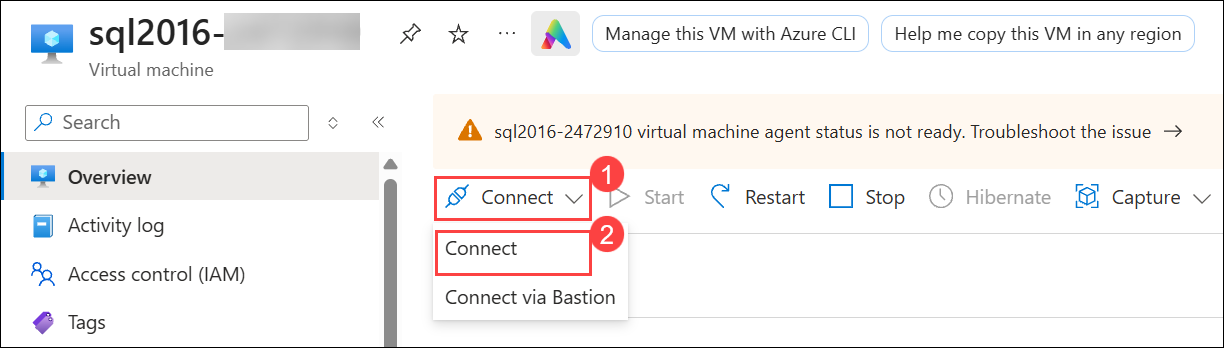 sql2016-
Virtual machine
Manage this VM with Azure CLI
Help me copy this VM in any region
Search
sql2016-2472910 virtual machine agent status is not ready. Troubleshoot the issue →
Overview
Connect
1
Start
Restart
Stop
Hibernate
Capture
Activity log
Connect
2
Access control (IAM)
Connect via Bastion
Tags